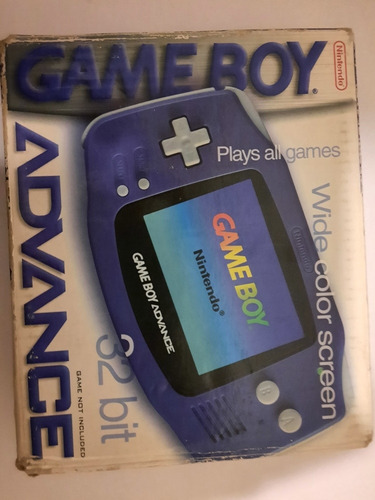 GAME BOY®
Nintendo
ADVANCE
Plays all games
Wide color screen
32 bit
GAME NOT INCLUDED
GAME BOY
Nintendo®
GAME BOY ADVANCE
Nintendo
B
A